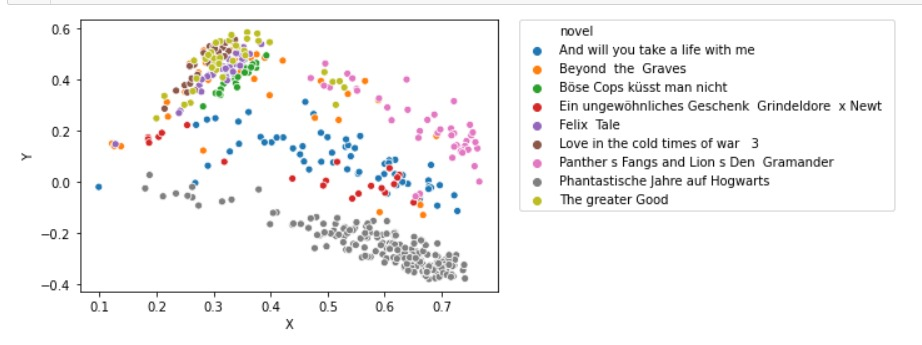 0.6
0.4
0.2
0.0
−0.2
−0.4
Y
0.1 0.2 0.3 0.4 0.5 0.6 0.7
X
novel
And will you take a life with me
Beyond the Graves
Böse Cops küsst man nicht
Ein ungewöhnliches Geschenk Grindeldore x Newt
Felix Tale
Love in the cold times of war 3
Panther s Fangs and Lion s Den Gramander
Phantastische Jahre auf Hogwarts
The greater Good